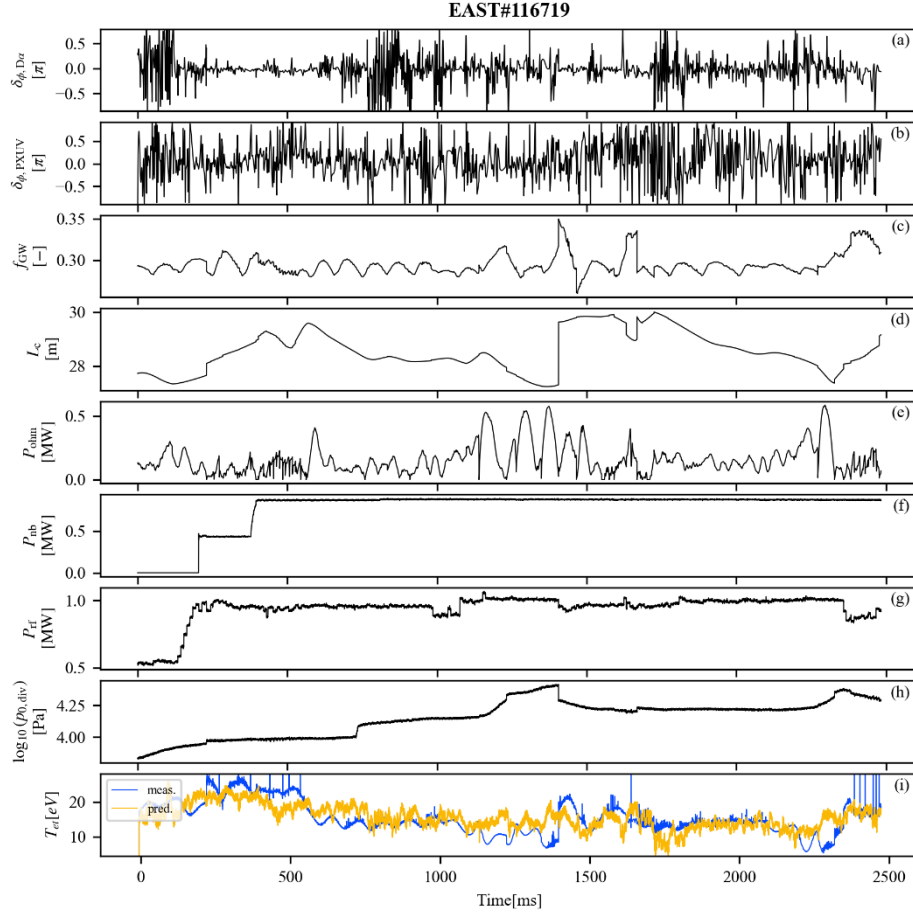 EAST#116719
(a)
δϕ, Dα
[π]
0.5
0.0
−0.5
(b)
δϕ, PXUV
[π]
0.5
0.0
−0.5
(c)
fGW
[−]
0.35
0.30
(d)
Lc
[m]
30
28
(e)
Pohm
[MW]
0.5
0.0
(f)
Pnb
[MW]
0.5
0.0
(g)
Prf
[MW]
1.0
0.5
(h)
log10(p0, div)
[Pa]
4.25
4.00
(i)
Tet[eV]
20
10
meas.
pred.
0 500 1000 1500 2000 2500
Time[ms]